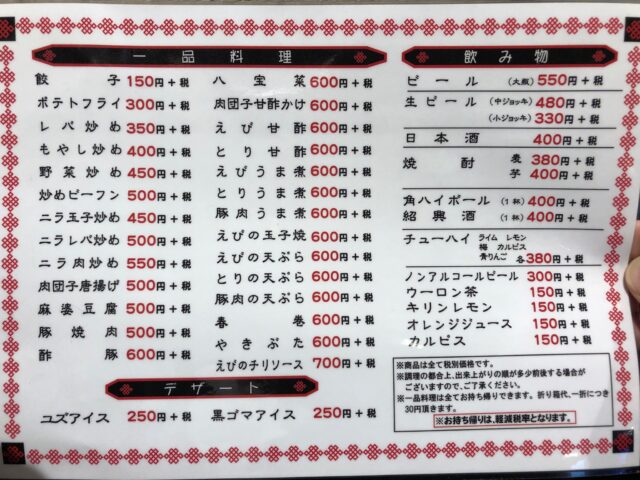 一品料理
餃子 150円+税
ポテトフライ 300円+税
レバ炒め 350円+税
もやし炒め 400円+税
野菜炒め 450円+税
炒めビーフン 500円+税
ニラ玉子炒め 450円+税
ニラレバ炒め 500円+税
ニラ肉炒め 550円+税
肉団子唐揚げ 500円+税
麻婆豆腐 500円+税
豚焼肉 500円+税
酢豚 600円+税
八宝菜 600円+税
肉団子甘酢かけ 600円+税
えび甘酢 600円+税
とり甘酢 600円+税
えびうま煮 600円+税
とりうま煮 600円+税
豚肉うま煮 600円+税
えびの玉子焼 600円+税
えびの天ぷら 600円+税
とりの天ぷら 600円+税
豚肉の天ぷら 600円+税
春巻 600円+税
やきぶた 600円+税
えびのチリソース 700円+税
デザート
ユズアイス 250円+税
黒ゴマアイス 250円+税
飲み物
ビール (大瓶) 550円+税
生ビール (中ジョッキ) 480円+税
(小ジョッキ) 330円+税
日本酒 400円+税
焼酎 麦 380円+税
芋 400円+税
角ハイボール (1杯) 400円+税
紹興酒 (1杯) 400円+税
チューハイ ライム レモン
梅 カルピス
青りんご 各380円+税
ノンアルコールビール 300円+税
ウーロン茶 150円+税
キリンレモン 150円+税
オレンジジュース 150円+税
カルピス 150円+税
※商品は全て税別価格です。
※調理の都合上、出来上がりの順が多少前後する場合が
ございますので、ご了承ください。
※一品料理は全てお持ち帰りできます。折り箱代、一折につき
30円頂きます。
※お持ち帰りは、軽減税率となります。